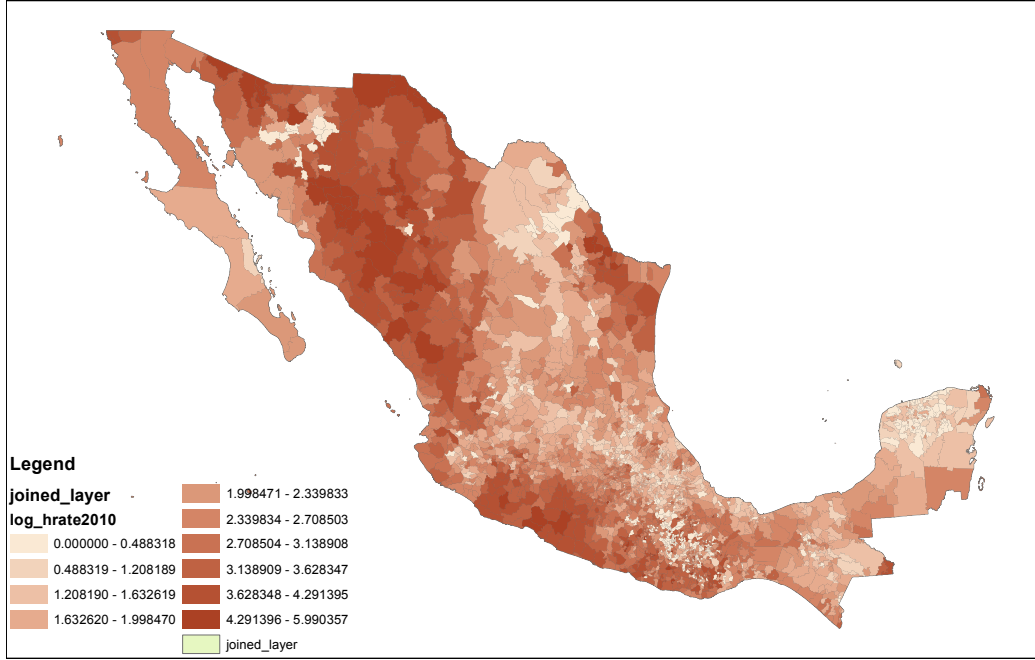 Legend
joined_layer
log_hrate2010
0.000000 - 0.488318
0.488319 - 1.208189
1.208190 - 1.632619
1.632620 - 1.998470
1.998471 - 2.339833
2.339834 - 2.708503
2.708504 - 3.138908
3.138909 - 3.628347
3.628348 - 4.291395
4.291396 - 5.990357
joined_layer